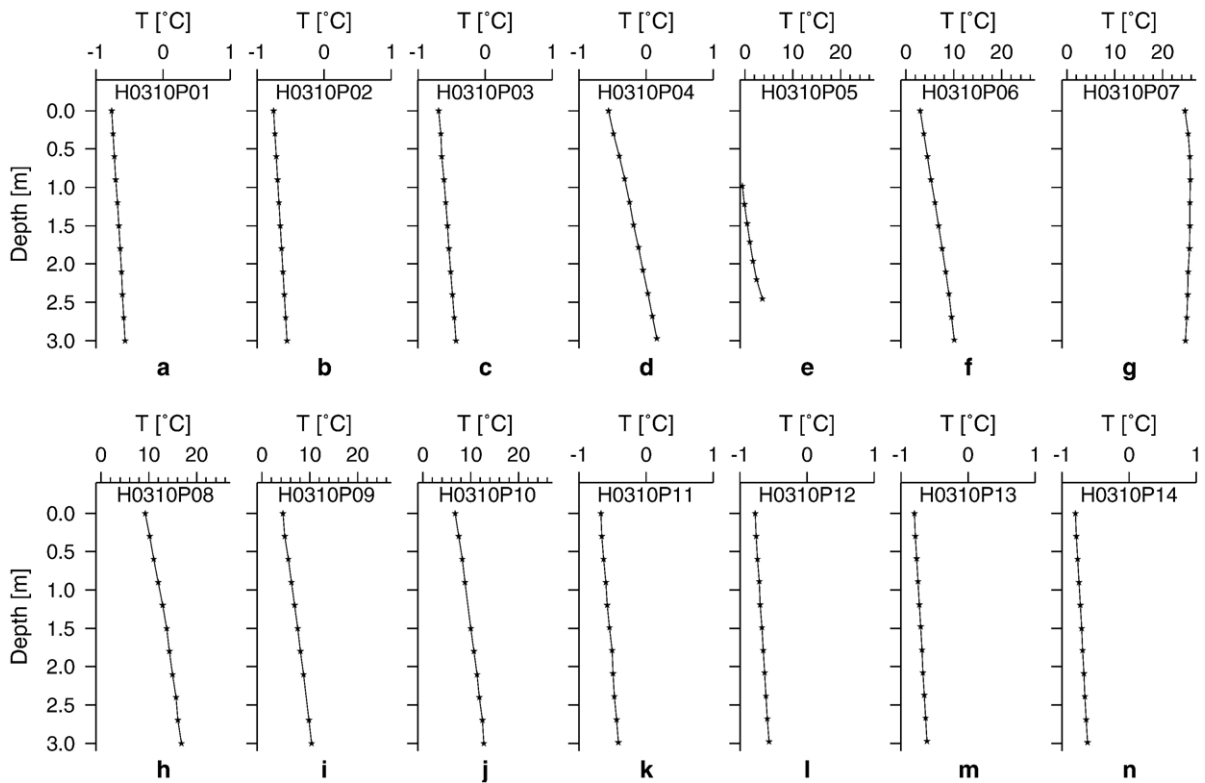 T [˚C] T [˚C] T [˚C] T [˚C] T [˚C] T [˚C] T [˚C]
-1 0 1 -1 0 1 -1 0 1 -1 0 1 0 10 20 0 10 20 0 10 20
H0310P01 H0310P02 H0310P03 H0310P04 H0310P05 H0310P06 H0310P07
Depth [m]
0.0
0.5
1.0
1.5
2.0
2.5
3.0
a b c d e f g
T [˚C] T [˚C] T [˚C] T [˚C] T [˚C] T [˚C] T [˚C]
0 10 20 0 10 20 0 10 20 -1 0 1 -1 0 1 -1 0 1 -1 0 1
H0310P08 H0310P09 H0310P10 H0310P11 H0310P12 H0310P13 H0310P14
Depth [m]
0.0
0.5
1.0
1.5
2.0
2.5
3.0
h i j k l m n